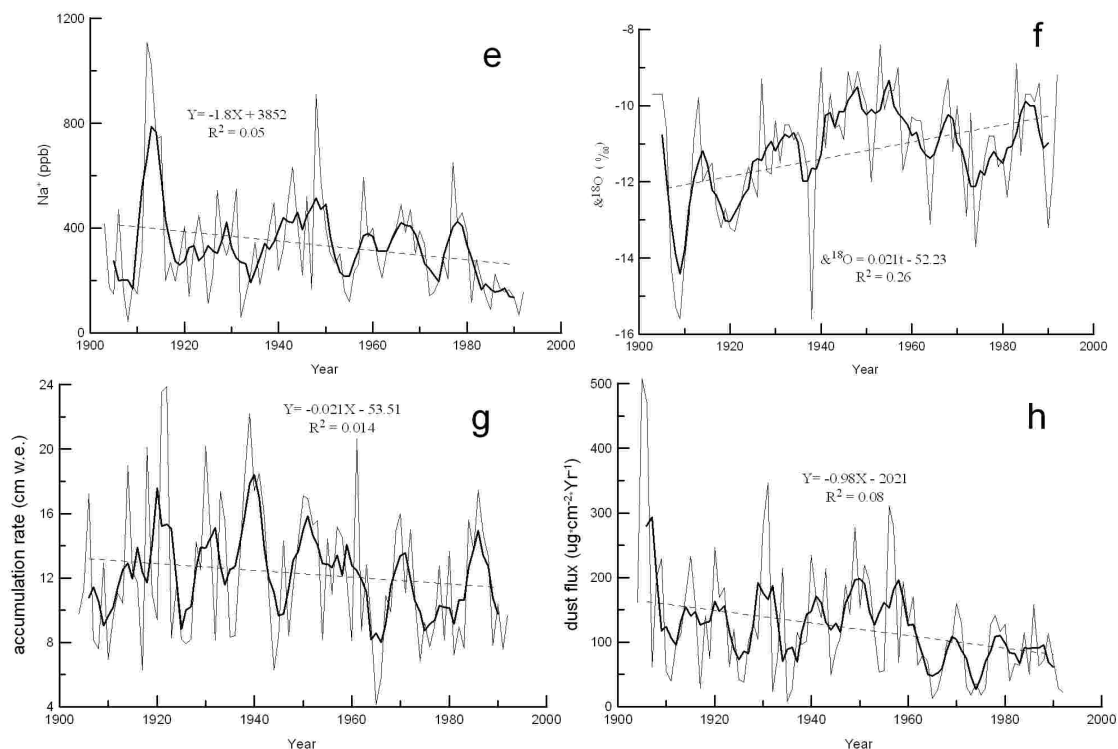 e
1200
800
400
0
Na⁺ (ppb)
Y= -1.8X + 3852
R² = 0.05
1900 1920 1940 1960 1980 2000
Year
f
-8
-10
-12
-14
-16
&¹⁸O ( ⁰/₀₀)
&¹⁸O = 0.021t - 52.23
R² = 0.26
1900 1920 1940 1960 1980 2000
Year
g
24
20
16
12
8
4
accumulation rate (cm w.e.)
Y= -0.021X - 53.51
R² = 0.014
1900 1920 1940 1960 1980 2000
Year
h
500
400
300
200
100
0
dust flux (ug•cm⁻²•Yr⁻¹)
Y= -0.98X - 2021
R² = 0.08
1900 1920 1940 1960 1980 2000
Year